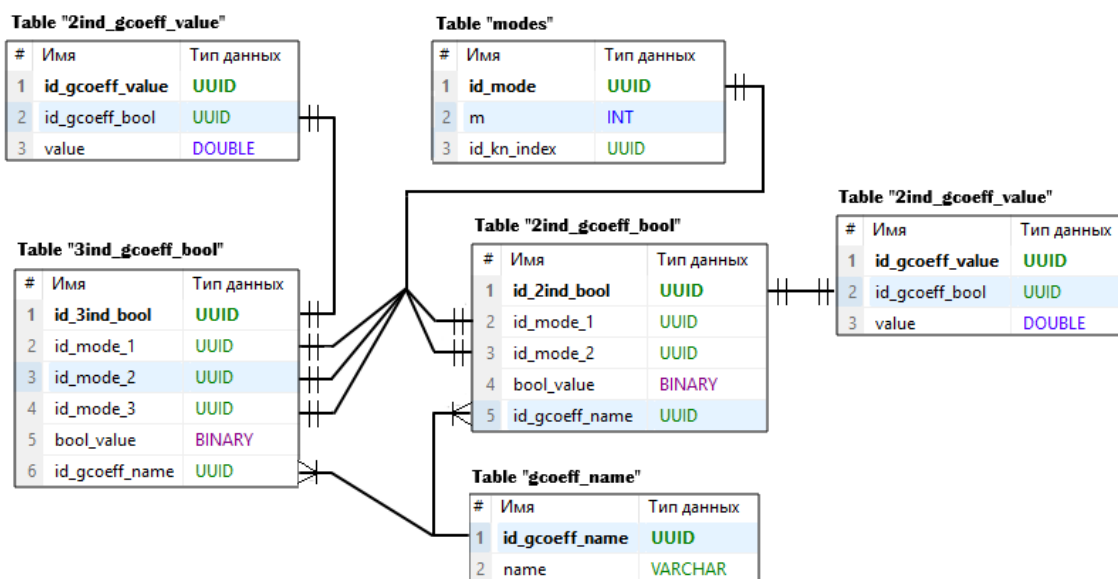 Table "2ind_gcoeff_value"
# Имя Тип данных
1 id_gcoeff_value UUID
2 id_gcoeff_bool UUID
3 value DOUBLE
Table "modes"
# Имя Тип данных
1 id_mode UUID
2 m INT
3 id_kn_index UUID
Table "2ind_gcoeff_value"
# Имя Тип данных
1 id_gcoeff_value UUID
2 id_gcoeff_bool UUID
3 value DOUBLE
Table "3ind_gcoeff_bool"
# Имя Тип данных
1 id_3ind_bool UUID
2 id_mode_1 UUID
3 id_mode_2 UUID
4 id_mode_3 UUID
5 bool_value BINARY
6 id_gcoeff_name UUID
Table "2ind_gcoeff_bool"
# Имя Тип данных
1 id_2ind_bool UUID
2 id_mode_1 UUID
3 id_mode_2 UUID
4 bool_value BINARY
5 id_gcoeff_name UUID
Table "gcoeff_name"
# Имя Тип данных
1 id_gcoeff_name UUID
2 name VARCHAR